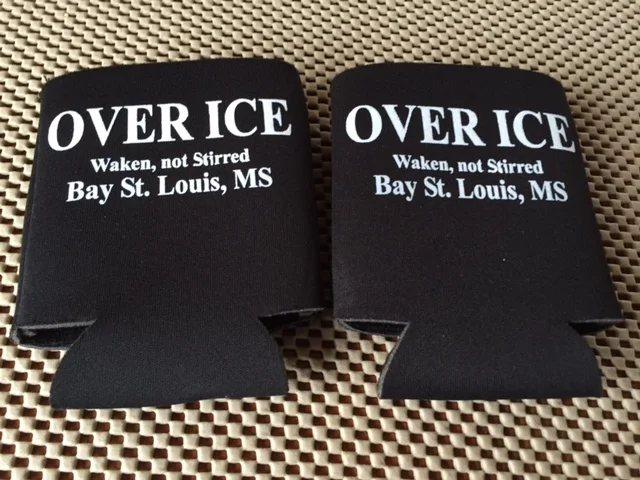 OVER ICE
Waken, not Stirred
Bay St. Louis, MS
OVER ICE
Waken, not Stirred
Bay St. Louis, MS